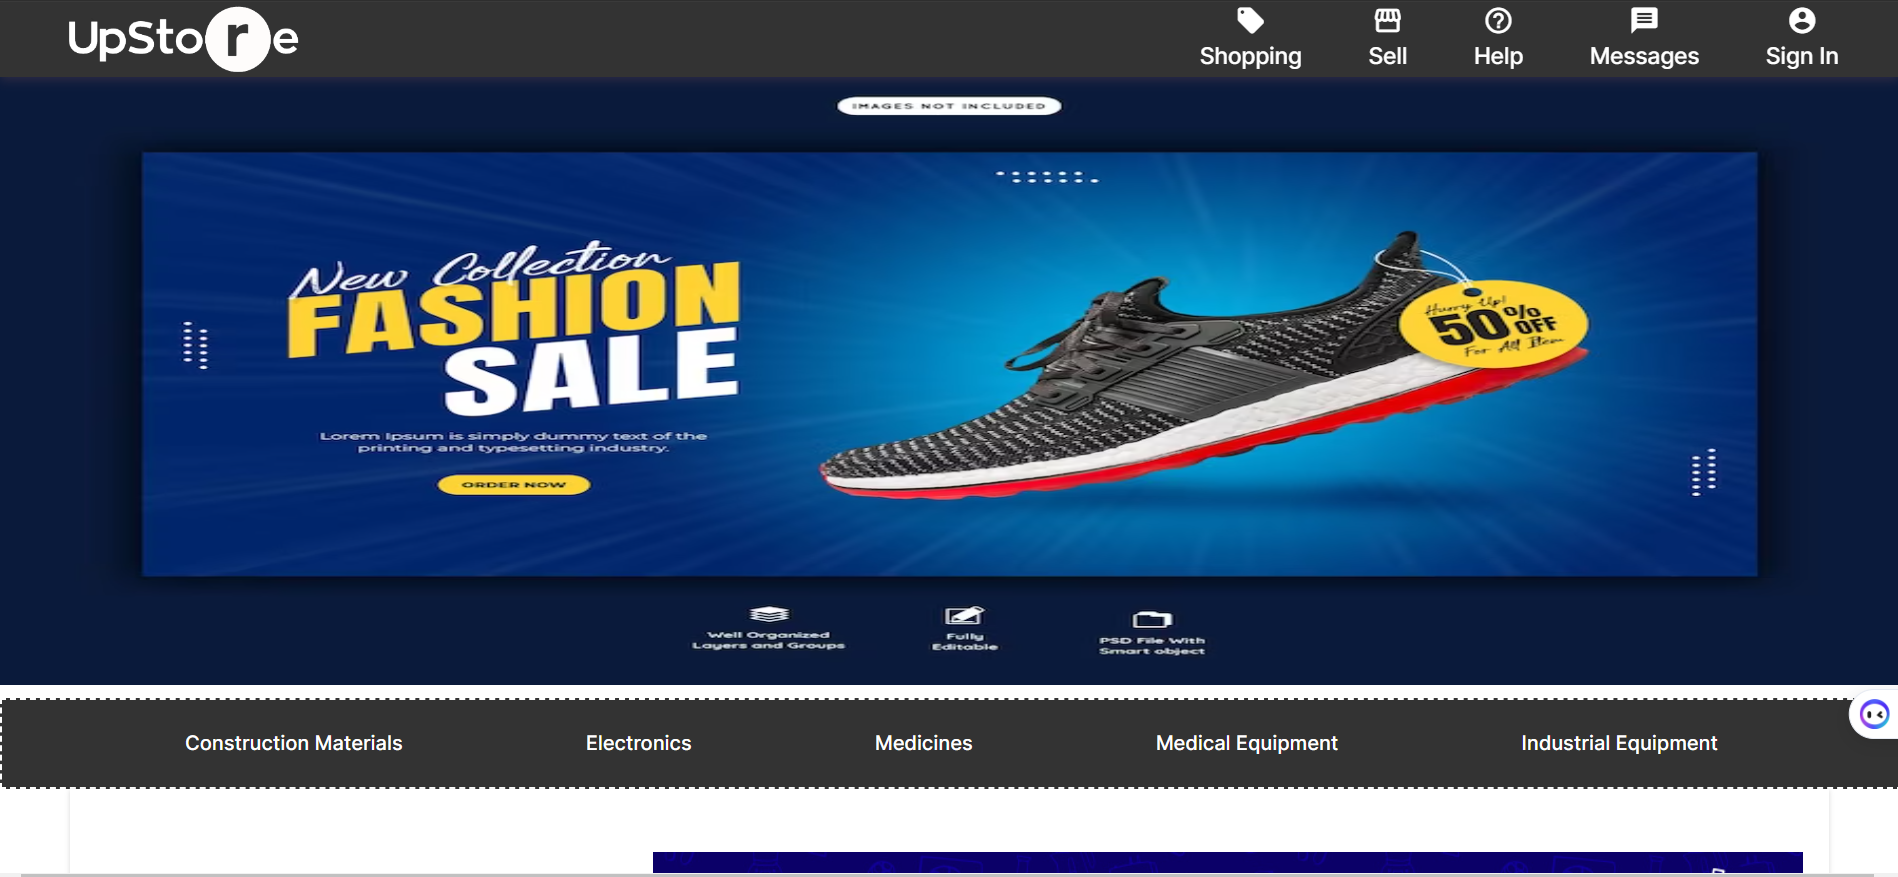 UpStore
Shopping
Sell
Help
Messages
Sign In
IMAGES NOT INCLUDED
New Collection
FASHION
SALE
Lorem Ipsum is simply dummy text of the
printing and typesetting industry.
ORDER NOW
Hurry Up!
50% OFF
For All Item
Well Organized
Layers and Groups
Fully
Editable
PSD File With
Smart object
Construction Materials
Electronics
Medicines
Medical Equipment
Industrial Equipment